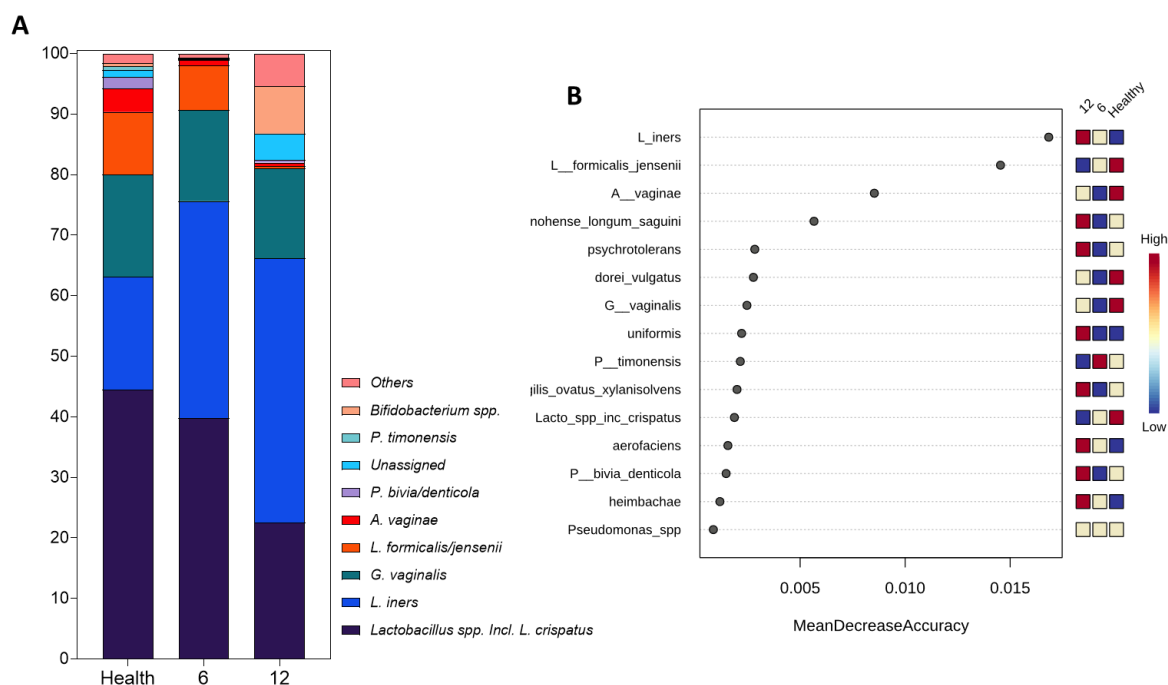 A
100
90
80
70
60
50
40
30
20
10
0
Health 6 12
Others
Bifidobacterium spp.
P. timonensis
Unassigned
P. bivia/denticola
A. vaginae
L. formicalis/jensenii
G. vaginalis
L. iners
Lactobacillus spp. Incl. L. crispatus
B
12 6 Healthy
L_iners
L__formicalis_jensenii
A__vaginae
nohense_longum_saguini
psychrotolerans
dorei_vulgatus
G__vaginalis
uniformis
P__timonensis
gilis_ovatus_xylanisolvens
Lacto_spp_inc_crispatus
aerofaciens
P__bivia_denticola
heimbachae
Pseudomonas_spp
0.005 0.010 0.015
MeanDecreaseAccuracy
High
Low